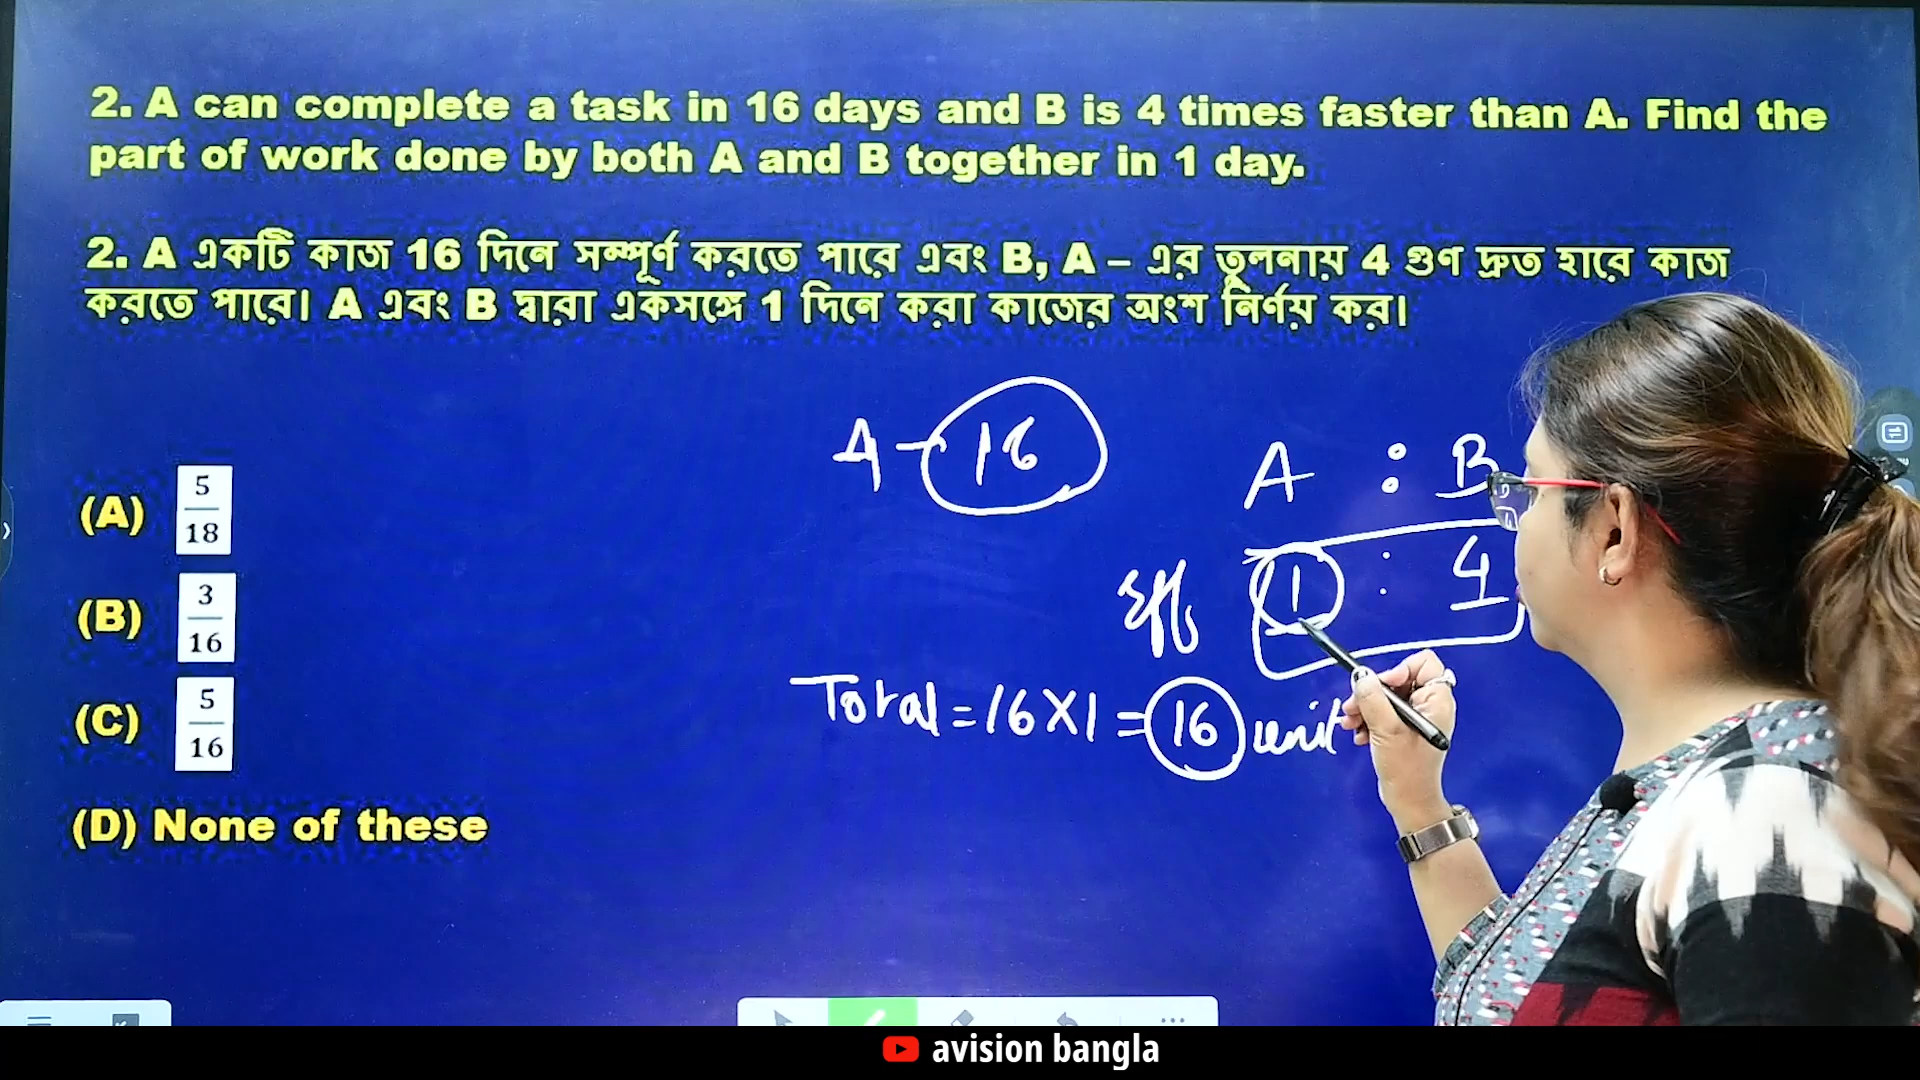 2. A can complete a task in 16 days and B is 4 times faster than A. Find the
part of work done by both A and B together in 1 day.
2. A একটি কাজ 16 দিনে সম্পূর্ণ করতে পারে এবং B, A – এর তুলনায় 4 গুণ দ্রুত হারে কাজ
করতে পারে। A এবং B দ্বারা একসঙ্গে 1 দিনে করা কাজের অংশ নির্ণয় কর।
A – 16
A : B
1 : 4
Total = 16 X 1 = 16 unit
(A) 5/18
(B) 3/16
(C) 5/16
(D) None of these
avision bangla